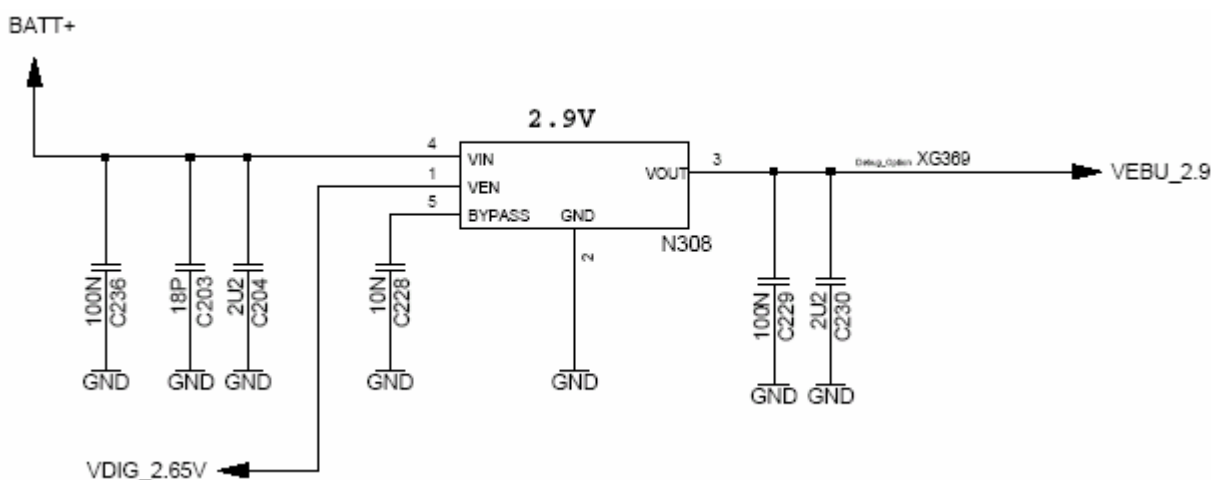 BATT+
2.9V
4
VIN
1
VEN
5
BYPASS
GND
VOUT
3
Debug_Option XG369
VEBU_2.9
N308
2
100N
C236
18P
C203
2U2
C204
10N
C228
100N
C229
2U2
C230
GND
GND
GND
GND
GND
GND
GND
VDIG_2.65V